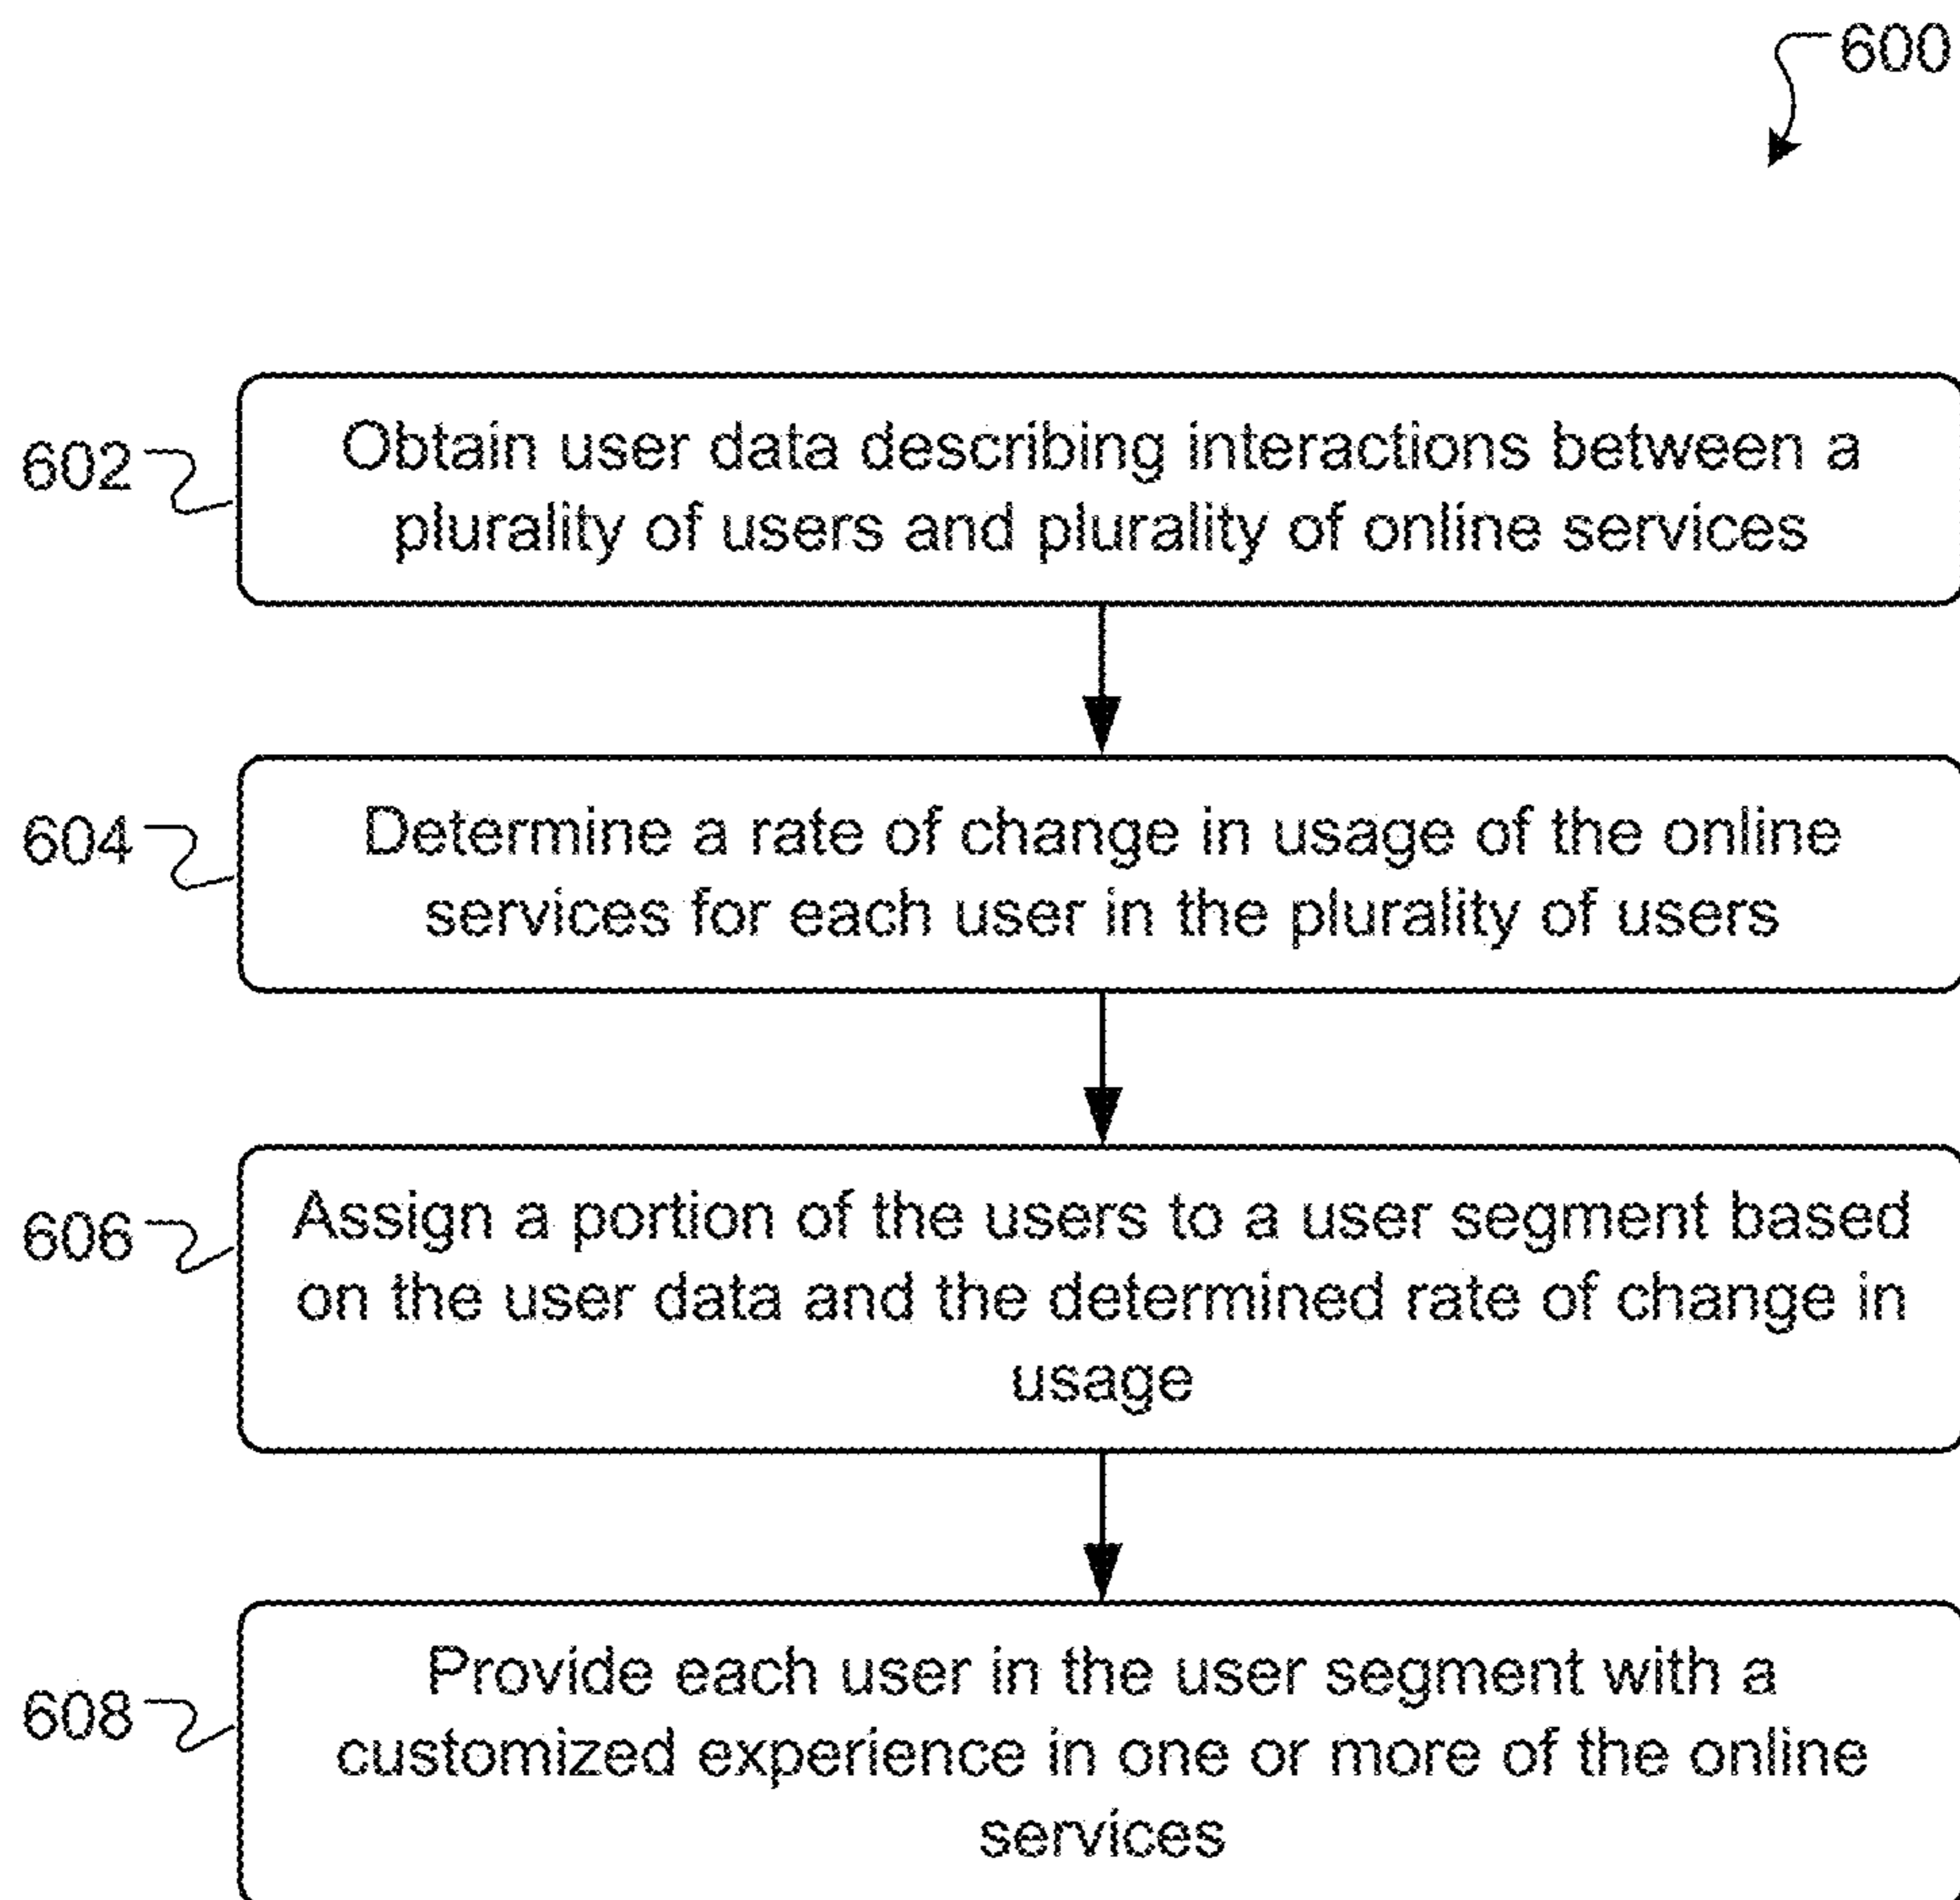 600
602
Obtain user data describing interactions between a
plurality of users and plurality of online services
604
Determine a rate of change in usage of the online
services for each user in the plurality of users
606
Assign a portion of the users to a user segment based
on the user data and the determined rate of change in
usage
608
Provide each user in the user segment with a
customized experience in one or more of the online
services